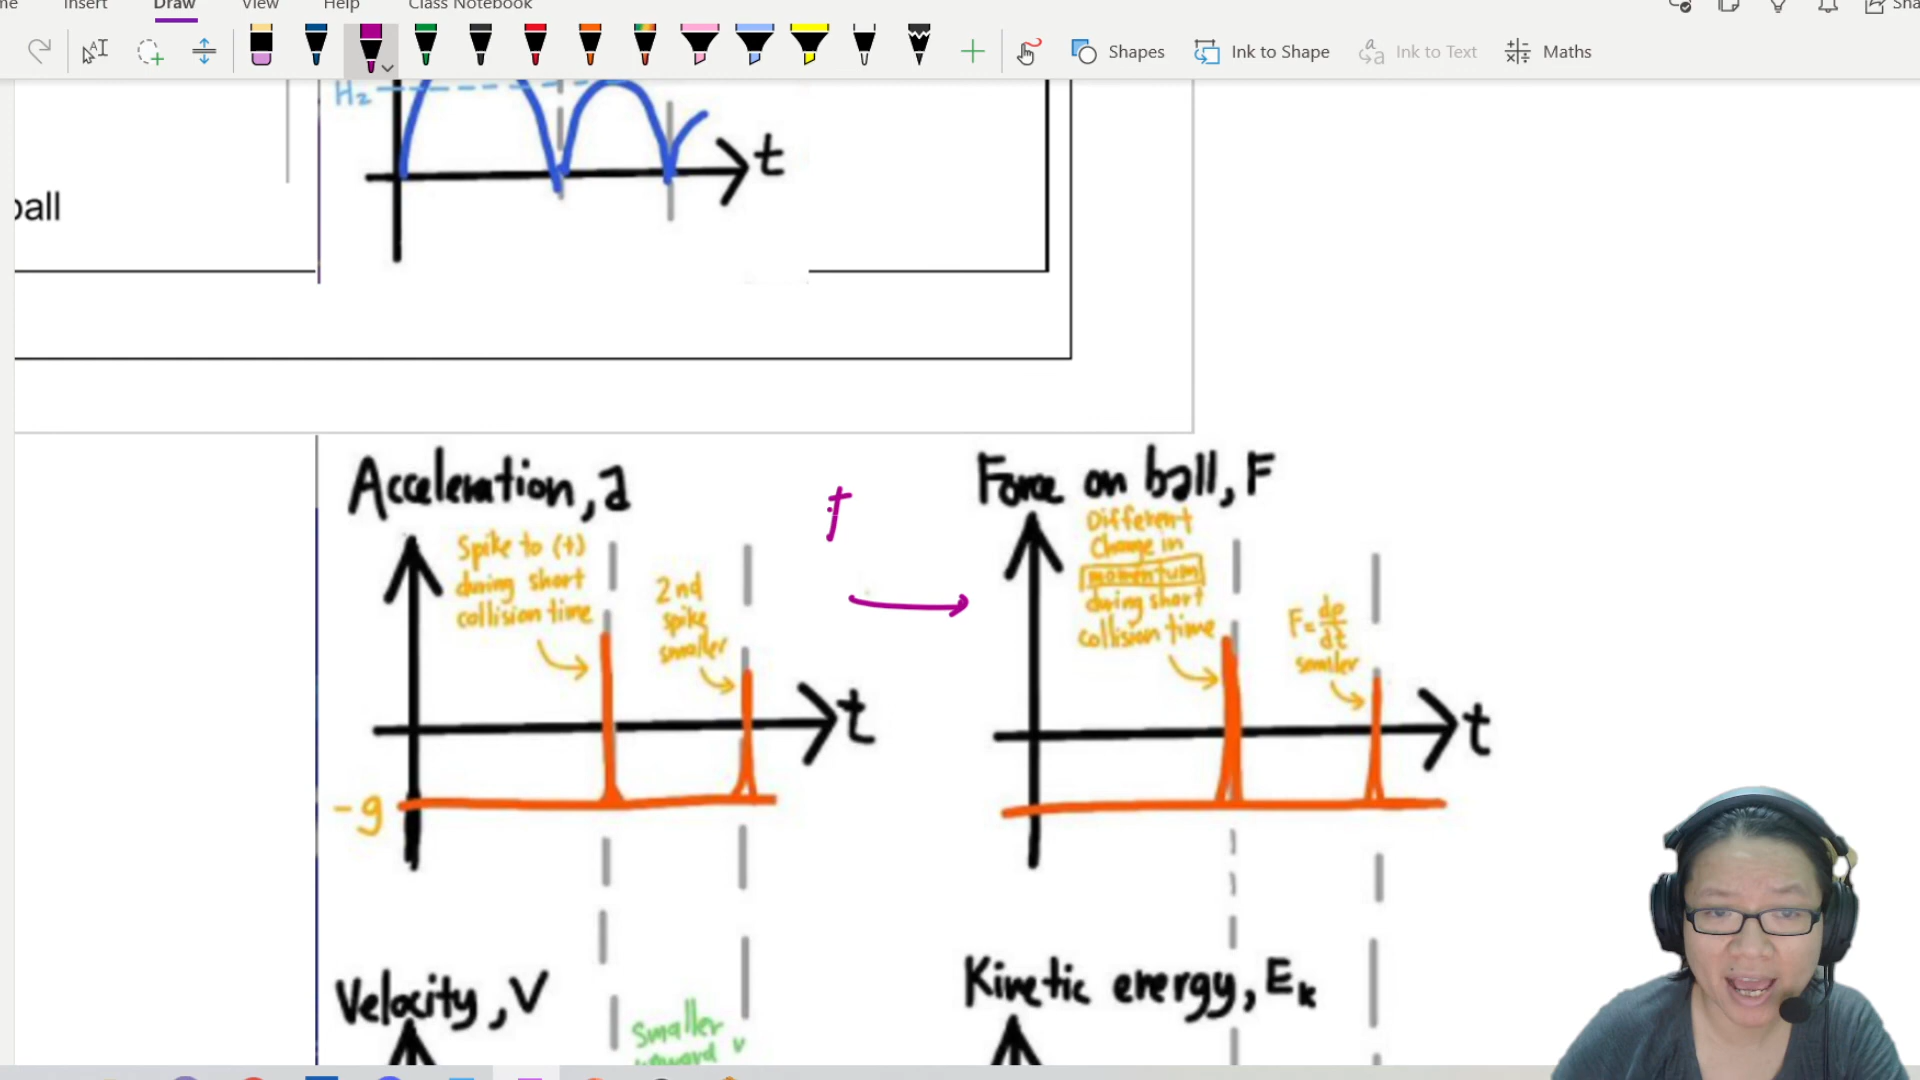 Insert Draw View Help Class Notebook
Shapes Ink to Shape Ink to Text Maths
H2
t
ball
Acceleration, a
Spike to (+)
during short
collision time
2nd
spike
smaller
t
-g
f
Force on ball, F
Different
Change in
momentum
during short
collision time
F = dp/dt
smaller
t
Velocity, V
Smaller
upward v
Kinetic energy, Ek